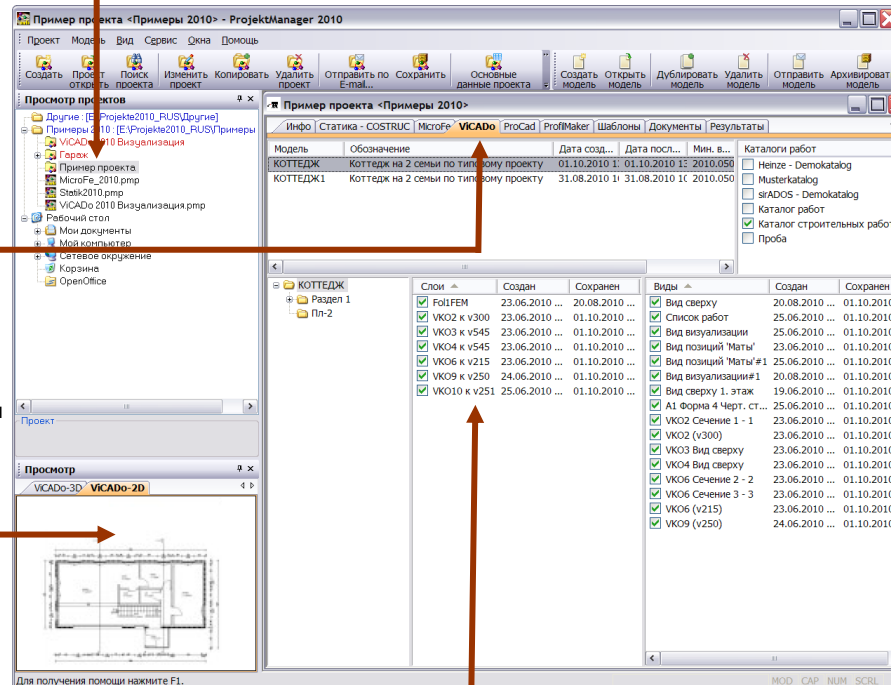 Пример проекта <Примеры 2010> - ProjektManager 2010
Проект Модель Вид Сервис Окна Помощь
Создать Проект открыть Поиск проекта Изменить проект Копировать Удалить проект Отправить по E-mail... Сохранить Основные данные проекта Создать модель Открыть модель Дублировать модель Удалить модель Отправить модель Архивировать модель
Просмотр проектов
Другие : [E:\Projekte2010_RUS\Другие]
Примеры 2010 : [E:\Projekte2010_RUS\Примеры
ViCADo 2010 Визуализация
Гараж
Пример проекта
MicroFe_2010.pmp
Statik2010.pmp
ViCADo 2010 Визуализация.pmp
Рабочий стол
Мои документы
Мой компьютер
Сетевое окружение
Корзина
OpenOffice
Проект
Просмотр
ViCADo-3D ViCADo-2D
Для получения помощи нажмите F1.
Пример проекта <Примеры 2010>
Инфо Статика - COSTRUC MicroFe ViCADo ProCad ProfilMaker Шаблоны Документы Результаты
Модель Обозначение Дата созд... Дата посл... Мин. в...
КОТТЕДЖ Коттедж на 2 семьи по типовому проекту 01.10.2010 1 01.10.2010 1 2010.050
КОТТЕДЖ1 Коттедж на 2 семьи по типовому проекту 31.08.2010 1 01.10.2010 1 2010.050
Каталоги работ
Heinze - Demokatalog
Musterkatalog
sirADOS - Demokatalog
Каталог работ
Каталог строительных работ
Проба
КОТТЕДЖ
Раздел 1
Пл-2
Слои Создан Сохранен
Fol1FEM 23.06.2010 ... 20.08.2010 ...
VKO2 к v300 23.06.2010 ... 01.10.2010 ...
VKO3 к v545 23.06.2010 ... 01.10.2010 ...
VKO4 к v545 23.06.2010 ... 01.10.2010 ...
VKO6 к v215 23.06.2010 ... 01.10.2010 ...
VKO9 к v250 24.06.2010 ... 01.10.2010 ...
VKO10 к v251 25.06.2010 ... 01.10.2010 ...
Виды Создан Сохранен
Вид сверху 20.08.2010 ... 01.10.2010
Список работ 25.06.2010 ... 01.10.2010
Вид визуализации 25.06.2010 ... 01.10.2010
Вид позиций 'Маты' 23.06.2010 ... 01.10.2010
Вид позиций 'Маты'#1 25.06.2010 ... 01.10.2010
Вид визуализации#1 20.08.2010 ... 01.10.2010
Вид сверху 1. этаж 19.06.2010 ... 01.10.2010
А1 Форма 4 Черт. ст... 25.06.2010 ... 01.10.2010
VKO2 Сечение 1 - 1 23.06.2010 ... 01.10.2010
VKO2 (v300) 23.06.2010 ... 01.10.2010
VKO3 Вид сверху 23.06.2010 ... 01.10.2010
VKO4 Вид сверху 23.06.2010 ... 01.10.2010
VKO6 Сечение 2 - 2 23.06.2010 ... 01.10.2010
VKO6 Сечение 3 - 3 23.06.2010 ... 01.10.2010
VKO6 (v215) 23.06.2010 ... 01.10.2010
VKO9 (v250) 24.06.2010 ... 01.10.2010
MOD CAP NUM SCRL